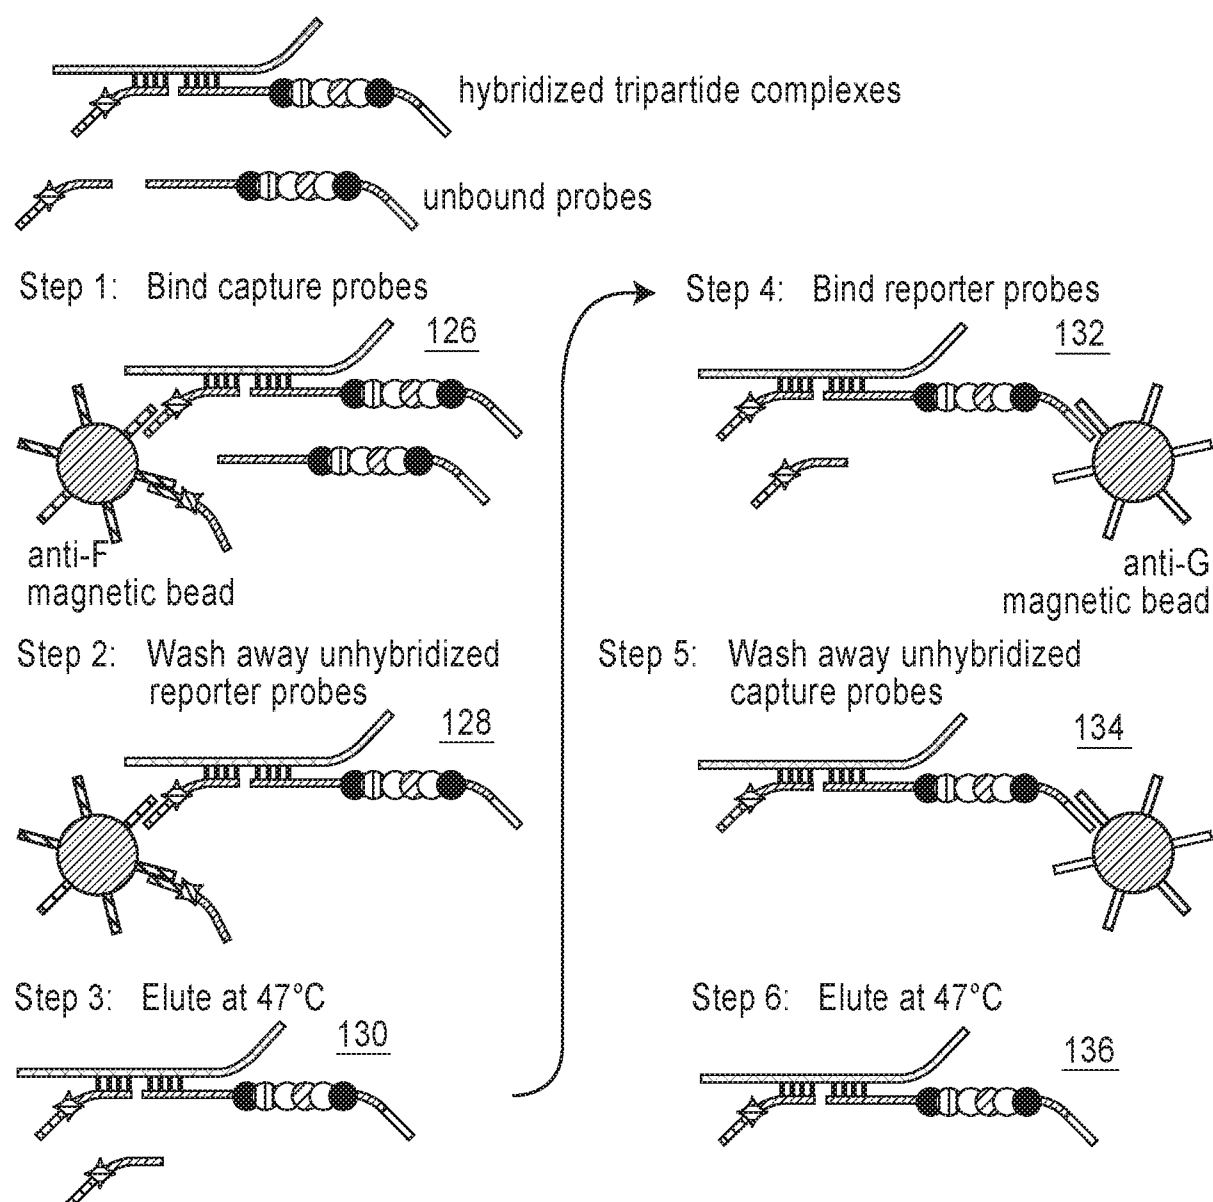 hybridized tripartide complexes
unbound probes
Step 1: Bind capture probes
126
anti-F
magnetic bead
Step 2: Wash away unhybridized
reporter probes
128
Step 3: Elute at 47°C
130
Step 4: Bind reporter probes
132
anti-G
magnetic bead
Step 5: Wash away unhybridized
capture probes
134
Step 6: Elute at 47°C
136